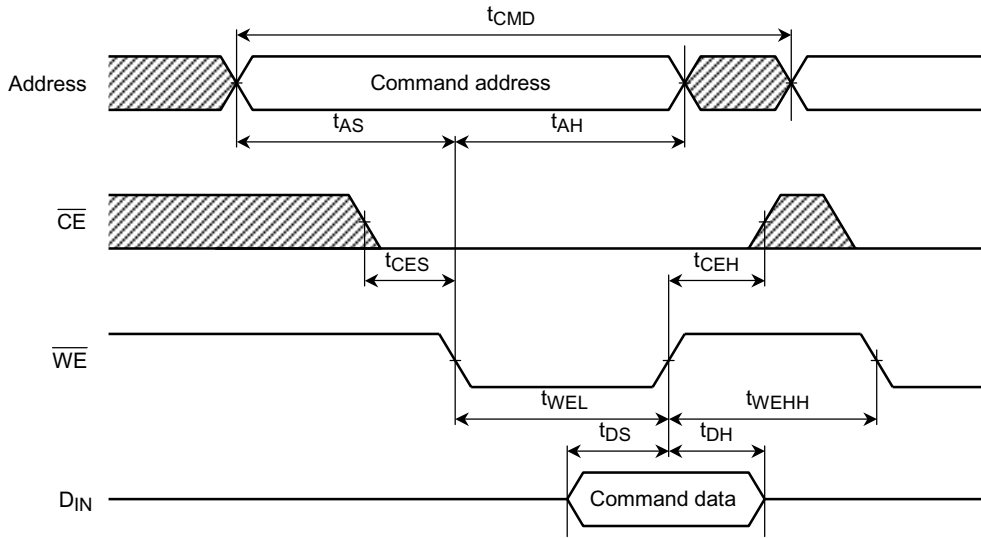 tCMD
Address
Command address
tAS
tAH
CE
tCES
tCEH
WE
tWEL
tWEHH
tDS
tDH
DIN
Command data